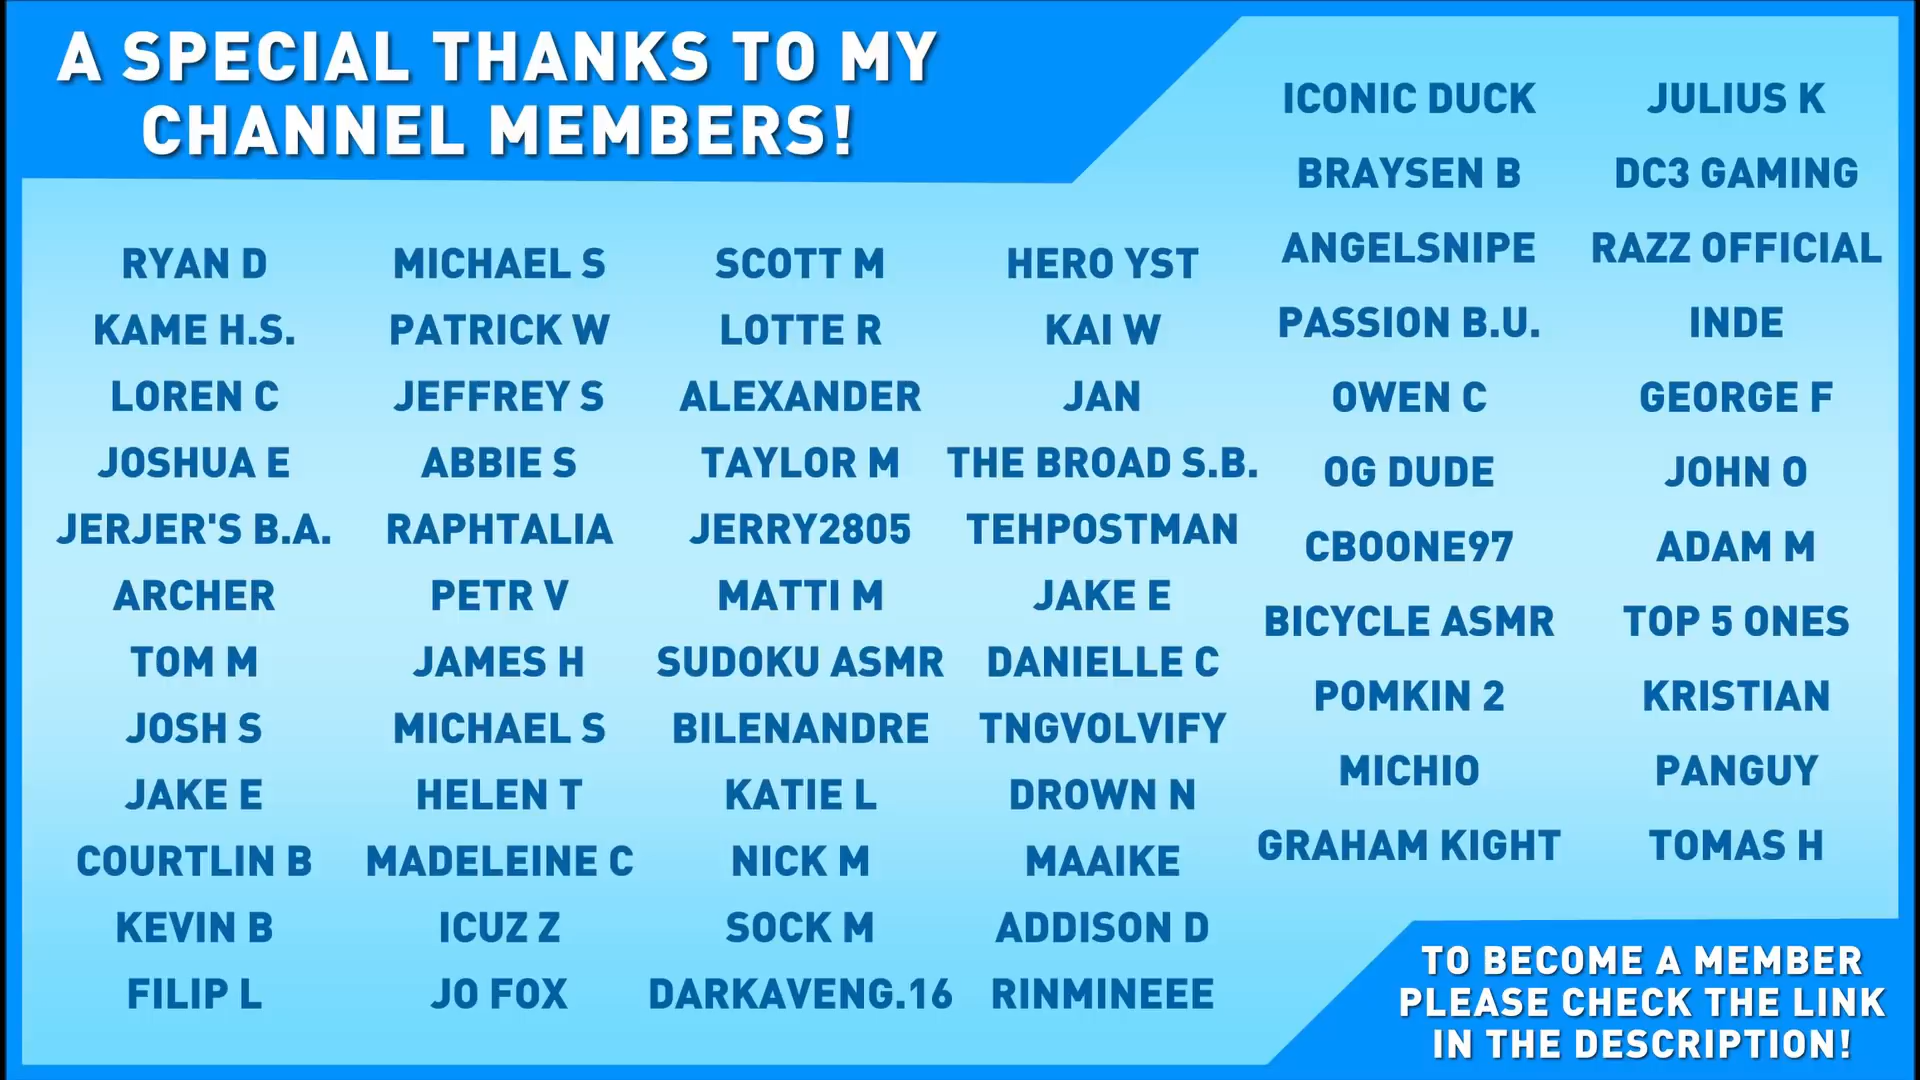 A SPECIAL THANKS TO MY
CHANNEL MEMBERS!
RYAN D
KAME H.S.
LOREN C
JOSHUA E
JERJER'S B.A.
ARCHER
TOM M
JOSH S
JAKE E
COURTLIN B
KEVIN B
FILIP L
MICHAEL S
PATRICK W
JEFFREY S
ABBIE S
RAPHTALIA
PETR V
JAMES H
MICHAEL S
HELEN T
MADELEINE C
ICUZ Z
JO FOX
SCOTT M
LOTTE R
ALEXANDER
TAYLOR M
JERRY2805
MATTI M
SUDOKU ASMR
BILENANDRE
KATIE L
NICK M
SOCK M
DARKAVENG.16
HERO YST
KAI W
JAN
THE BROAD S.B.
TEHPOSTMAN
JAKE E
DANIELLE C
TNGVOLVIFY
DROWN N
MAAIKE
ADDISON D
RINMINEEE
ICONIC DUCK
BRAYSEN B
ANGELSNIPE
PASSION B.U.
OWEN C
OG DUDE
CBOONE97
BICYCLE ASMR
POMKIN 2
MICHIO
GRAHAM KIGHT
JULIUS K
DC3 GAMING
RAZZ OFFICIAL
INDE
GEORGE F
JOHN O
ADAM M
TOP 5 ONES
KRISTIAN
PANGUY
TOMAS H
TO BECOME A MEMBER
PLEASE CHECK THE LINK
IN THE DESCRIPTION!